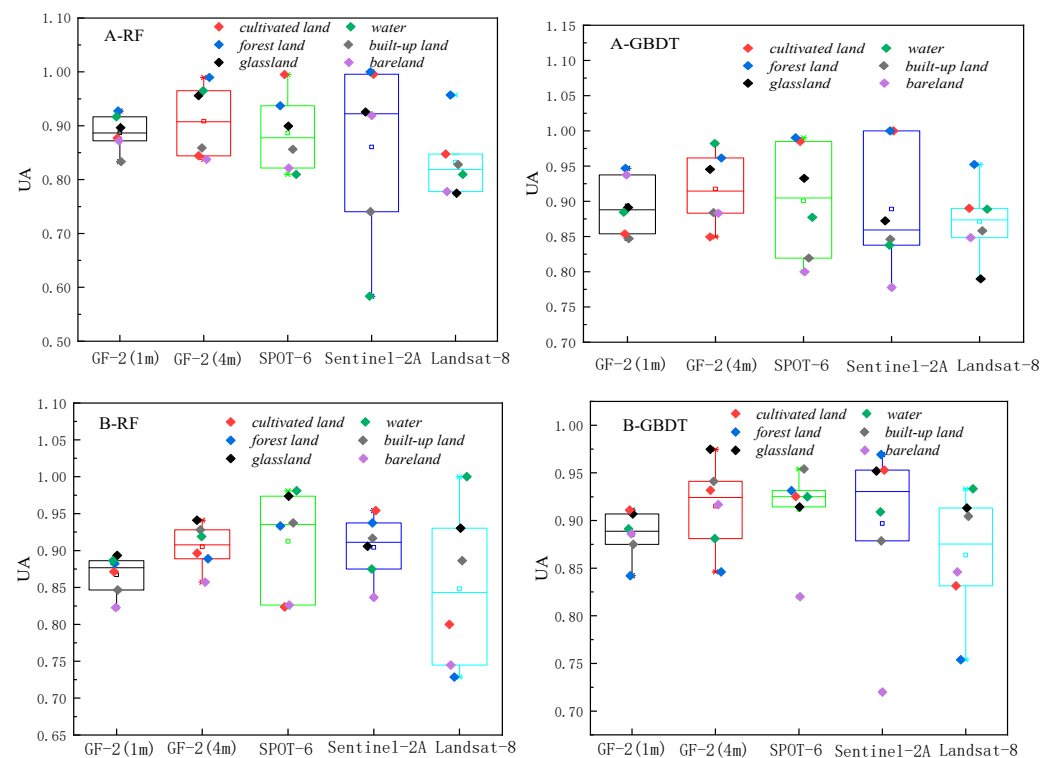 A-RF
cultivated land
water
forest land
built-up land
glassland
bareland
UA
1.10
1.00
0.90
0.80
0.70
0.60
0.50
GF-2(1m) GF-2(4m) SPOT-6 Sentinel-2A Landsat-8
A-GBDT
cultivated land
water
forest land
built-up land
glassland
bareland
UA
1.15
1.10
1.05
1.00
0.95
0.90
0.85
0.80
0.75
0.70
GF-2(1m) GF-2(4m) SPOT-6 Sentinel-2A Landsat-8
B-RF
cultivated land
water
forest land
built-up land
glassland
bareland
UA
1.10
1.05
1.00
0.95
0.90
0.85
0.80
0.75
0.70
0.65
GF-2(1m) GF-2(4m) SPOT-6 Sentinel-2A Landsat-8
B-GBDT
cultivated land
water
forest land
built-up land
glassland
bareland
UA
1.00
0.95
0.90
0.85
0.80
0.75
0.70
GF-2(1m) GF-2(4m) SPOT-6 Sentinel-2A Landsat-8